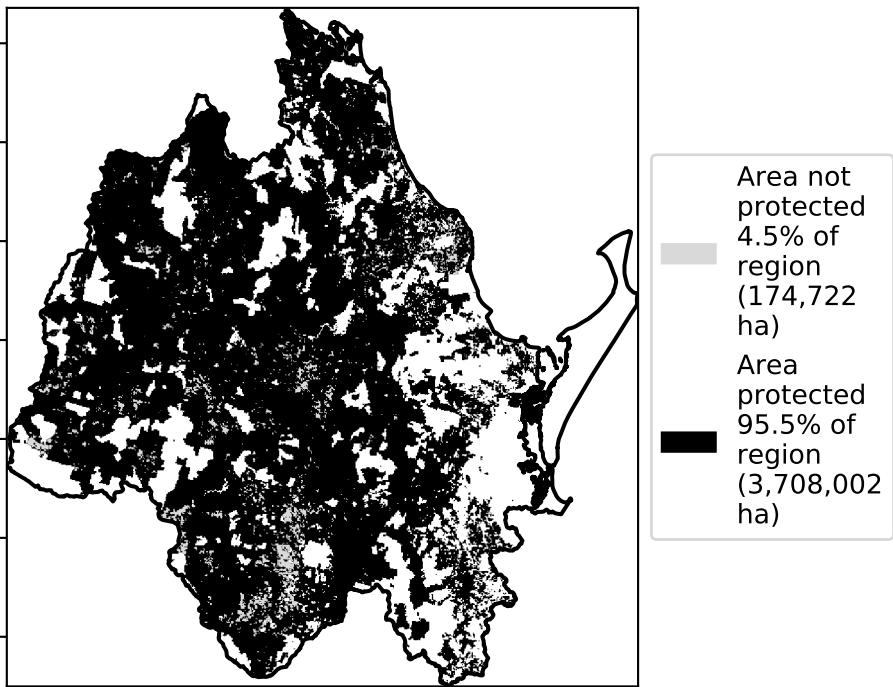 Area not
protected
4.5% of
region
(174,722
ha)
Area
protected
95.5% of
region
(3,708,002
ha)